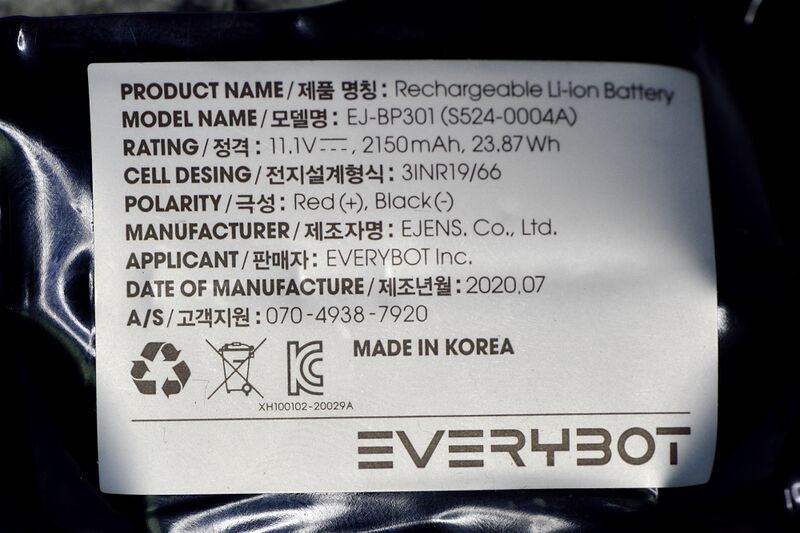 PRODUCT NAME / 제품 명칭 : Rechargeable Li-ion Battery
MODEL NAME / 모델명 : EJ-BP301 (S524-0004A)
RATING / 정격 : 11.1V⎓, 2150mAh, 23.87Wh
CELL DESING / 전지설계형식 : 3INR19/66
POLARITY / 극성 : Red (+), Black(-)
MANUFACTURER / 제조자명 : EJENS. Co., Ltd.
APPLICANT / 판매자 : EVERYBOT Inc.
DATE OF MANUFACTURE / 제조년월 : 2020.07
A/S / 고객지원 : 070-4938-7920
MADE IN KOREA
XH100102-20029A
EVERYBOT